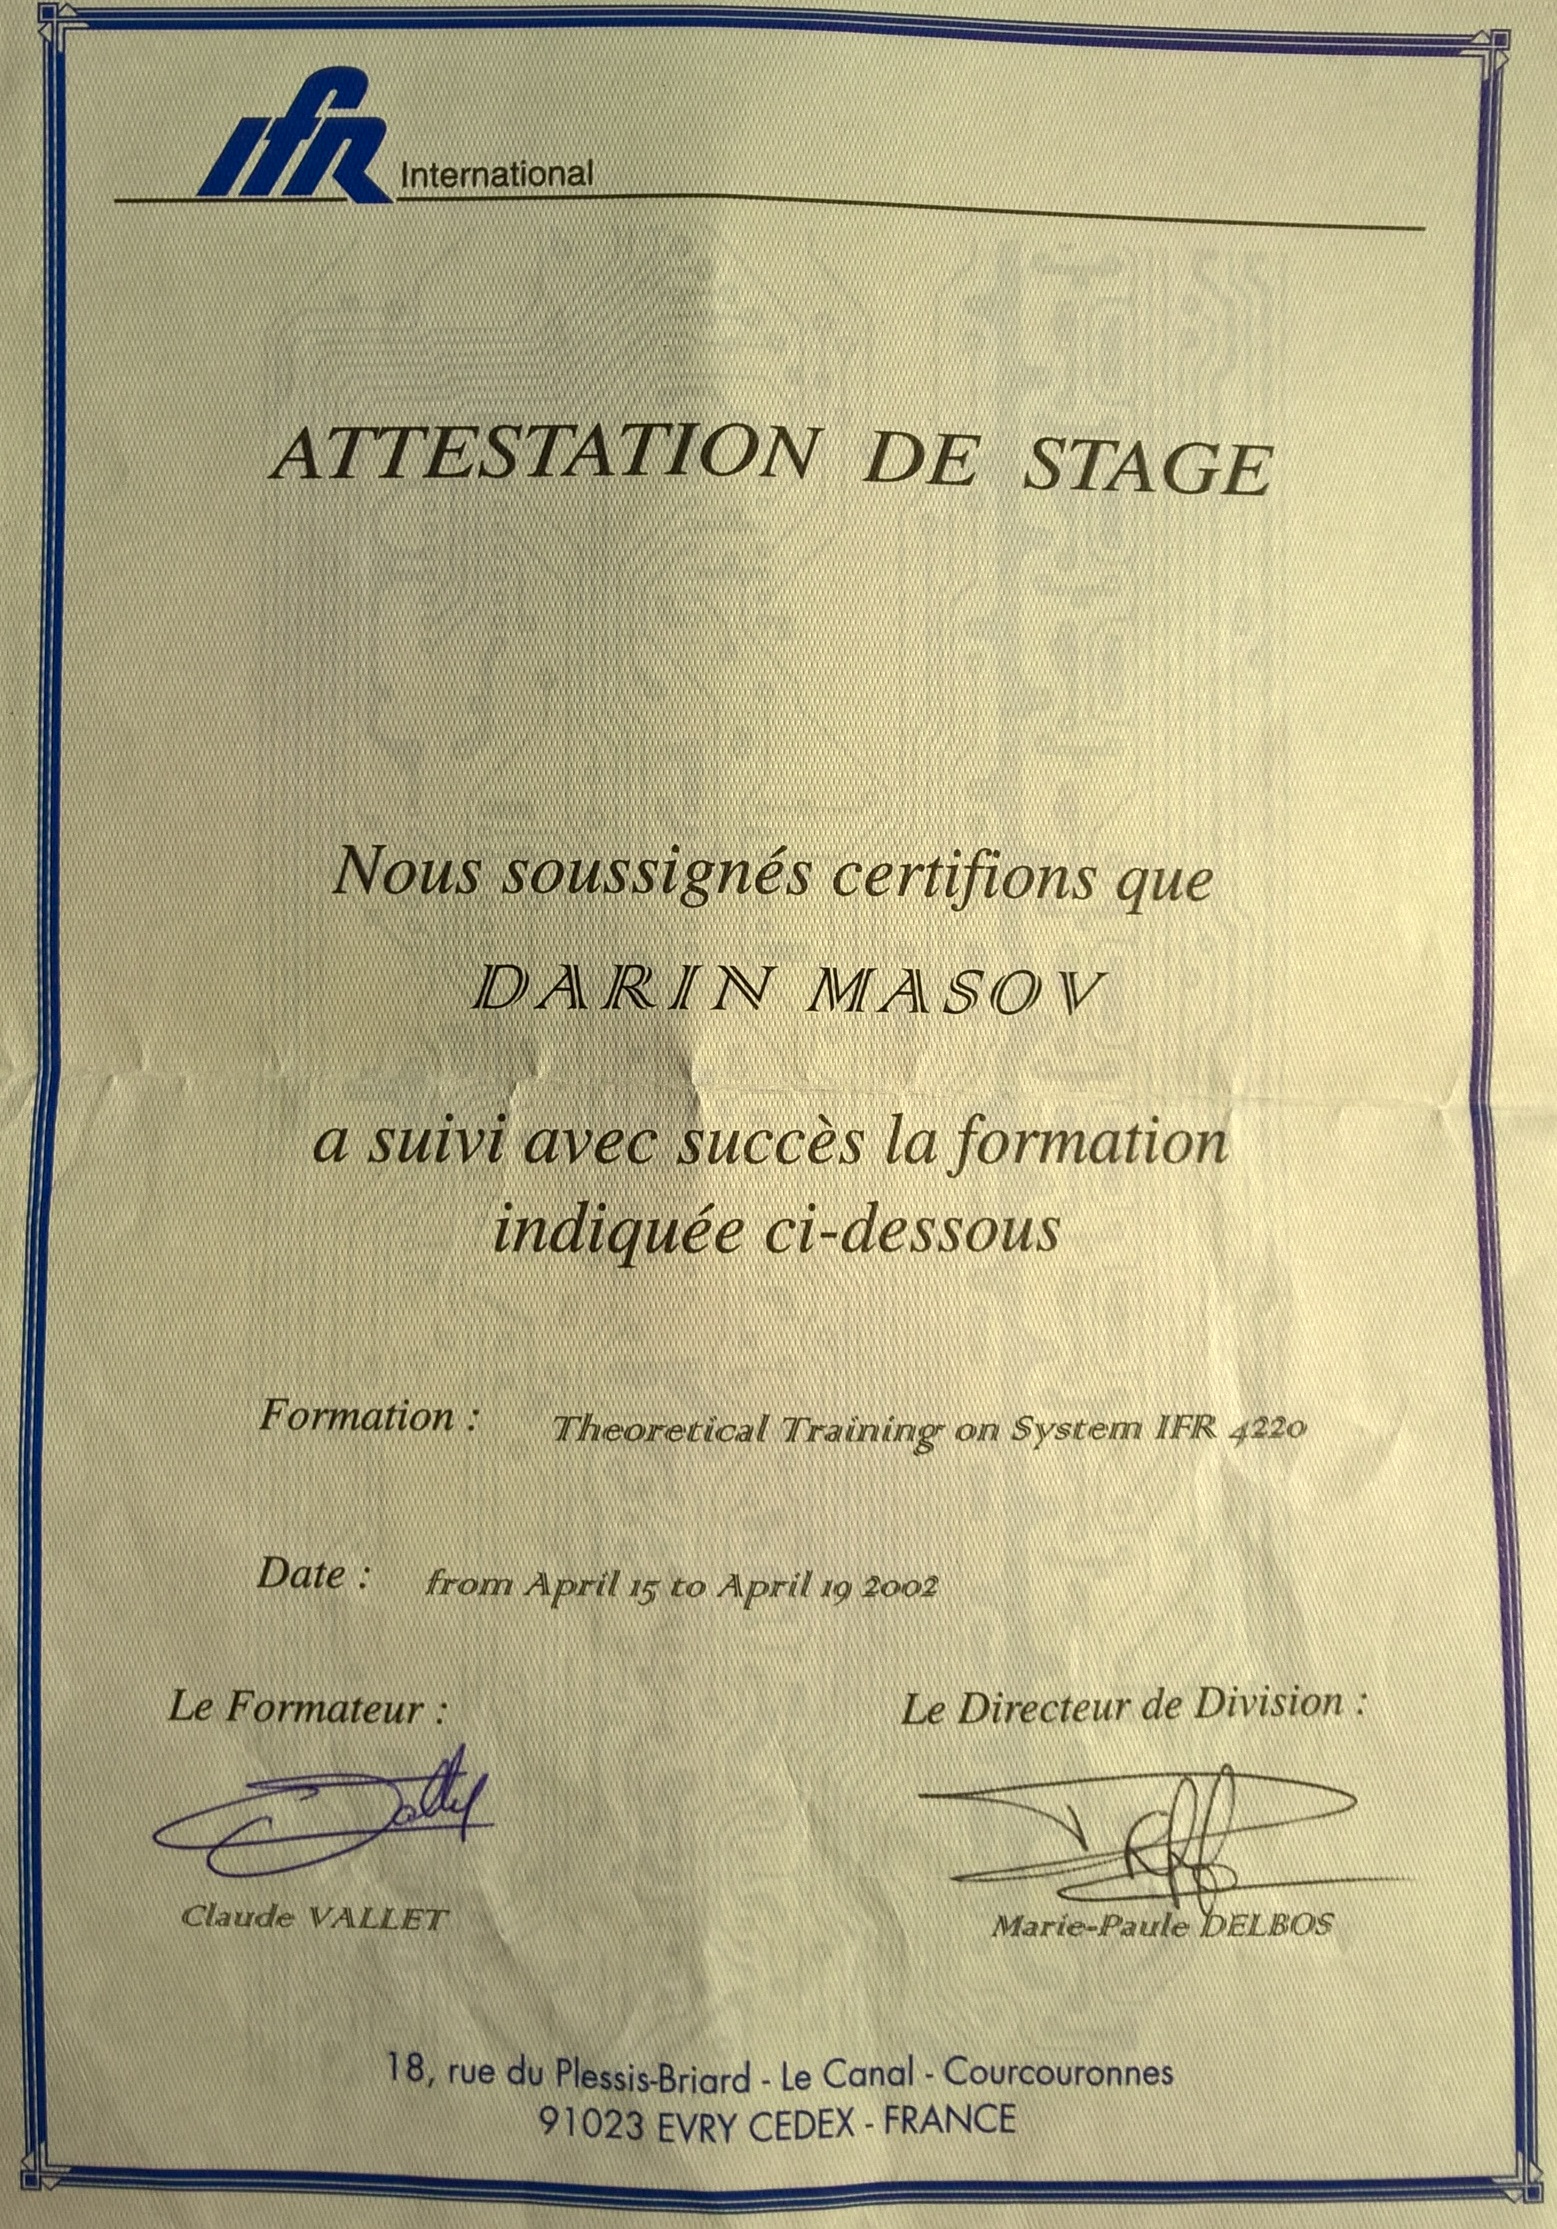 ifR International
ATTESTATION DE STAGE
Nous soussignés certifions que
DARIN MASOV
a suivi avec succès la formation
indiquée ci-dessous
Formation : Theoretical Training on System IFR 4220
Date : from April 15 to April 19 2002
Le Formateur : Le Directeur de Division :
Claude VALLET Marie-Paule DELBOS
18, rue du Plessis-Briard - Le Canal - Courcouronnes
91023 EVRY CEDEX - FRANCE